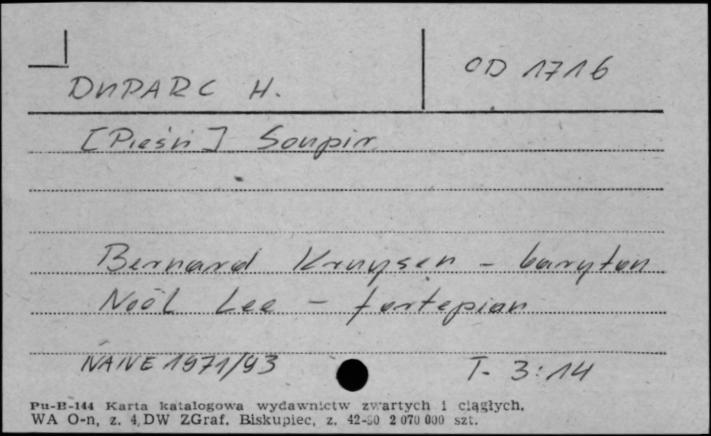 DUPARC H.
OD 1716
[Pieśń] Soupir
Bernard Kruysen - baryton
Noël Lee - fortepian
NAIVE 1971/93
T. 3:14
Pu-B-144 Karta katalogowa wydawnictw zwartych i ciągłych.
WA O-n, z. 4, DW ZGraf. Biskupiec, z. 42-80 2 070 000 szt.